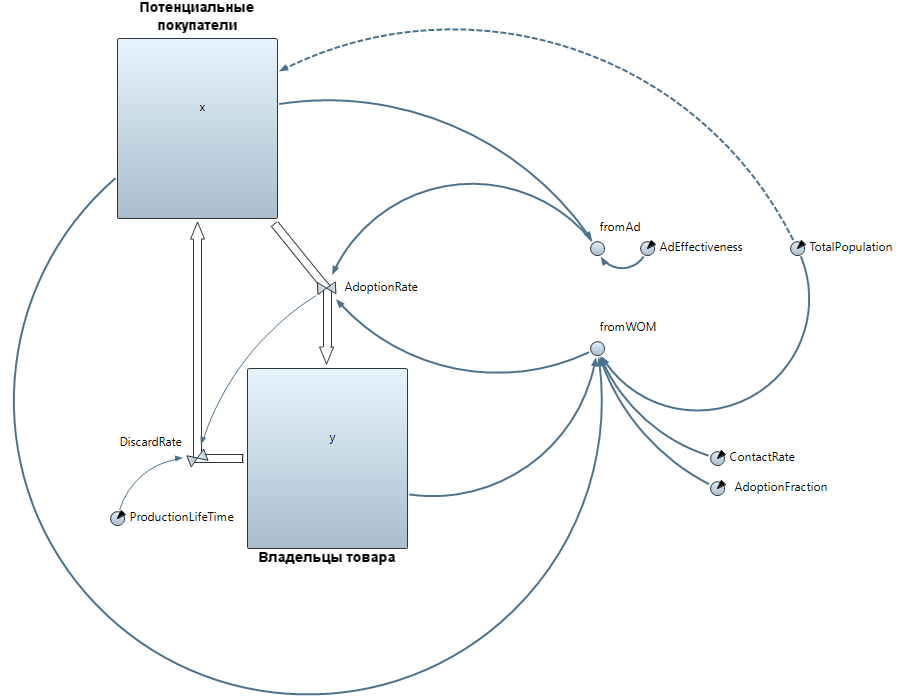 Потенциальные
покупатели
x
fromAd
AdEffectiveness
TotalPopulation
AdoptionRate
fromWOM
y
DiscardRate
ContactRate
AdoptionFraction
ProductionLifeTime
Владельцы товара